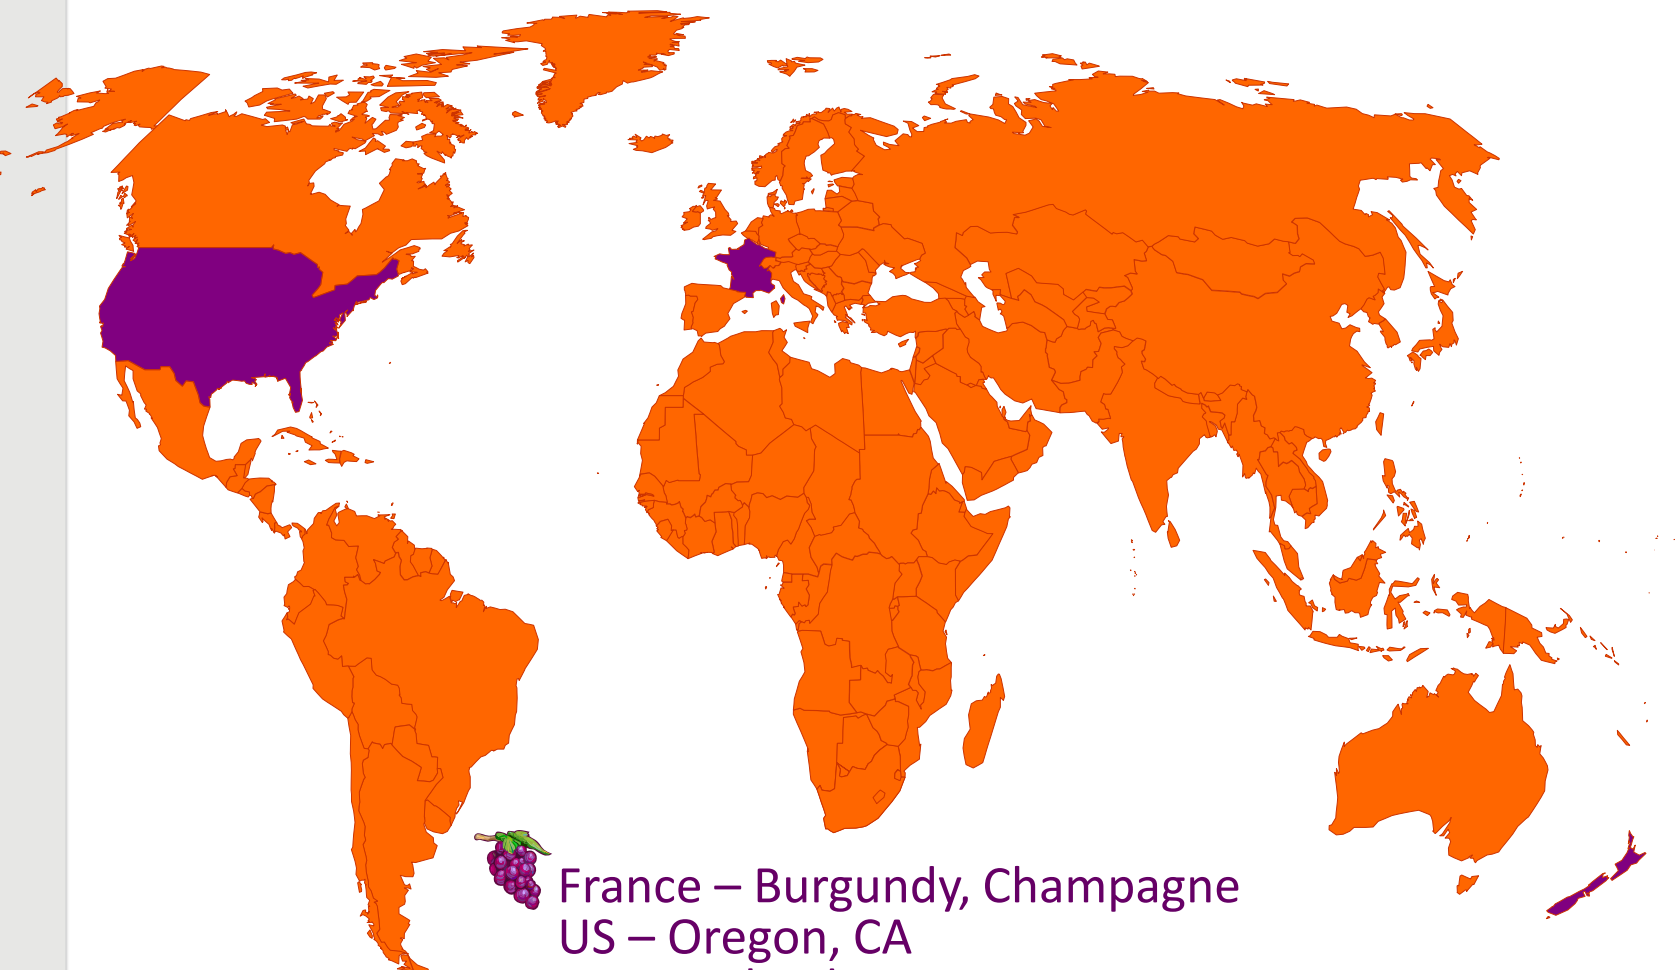 France – Burgundy, Champagne
US – Oregon, CA